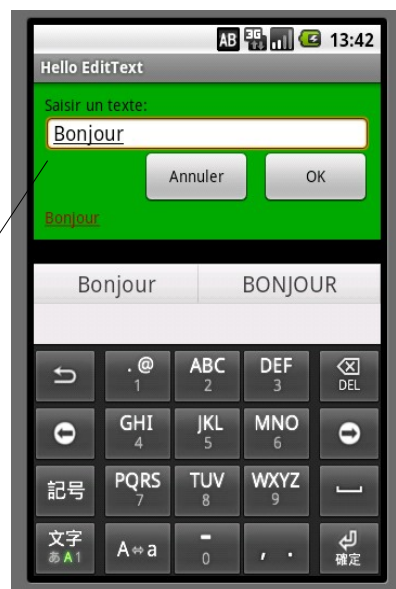 AB 3G 13:42
Hello EditText
Saisir un texte:
Bonjour
Annuler OK
Bonjour
Bonjour BONJOUR
. @ ABC DEF DEL
1 2 3
GHI JKL MNO
4 5 6
記号 PQRS TUV WXYZ
7 8 9
文字 A⇔a - , . 確定
あA1 0